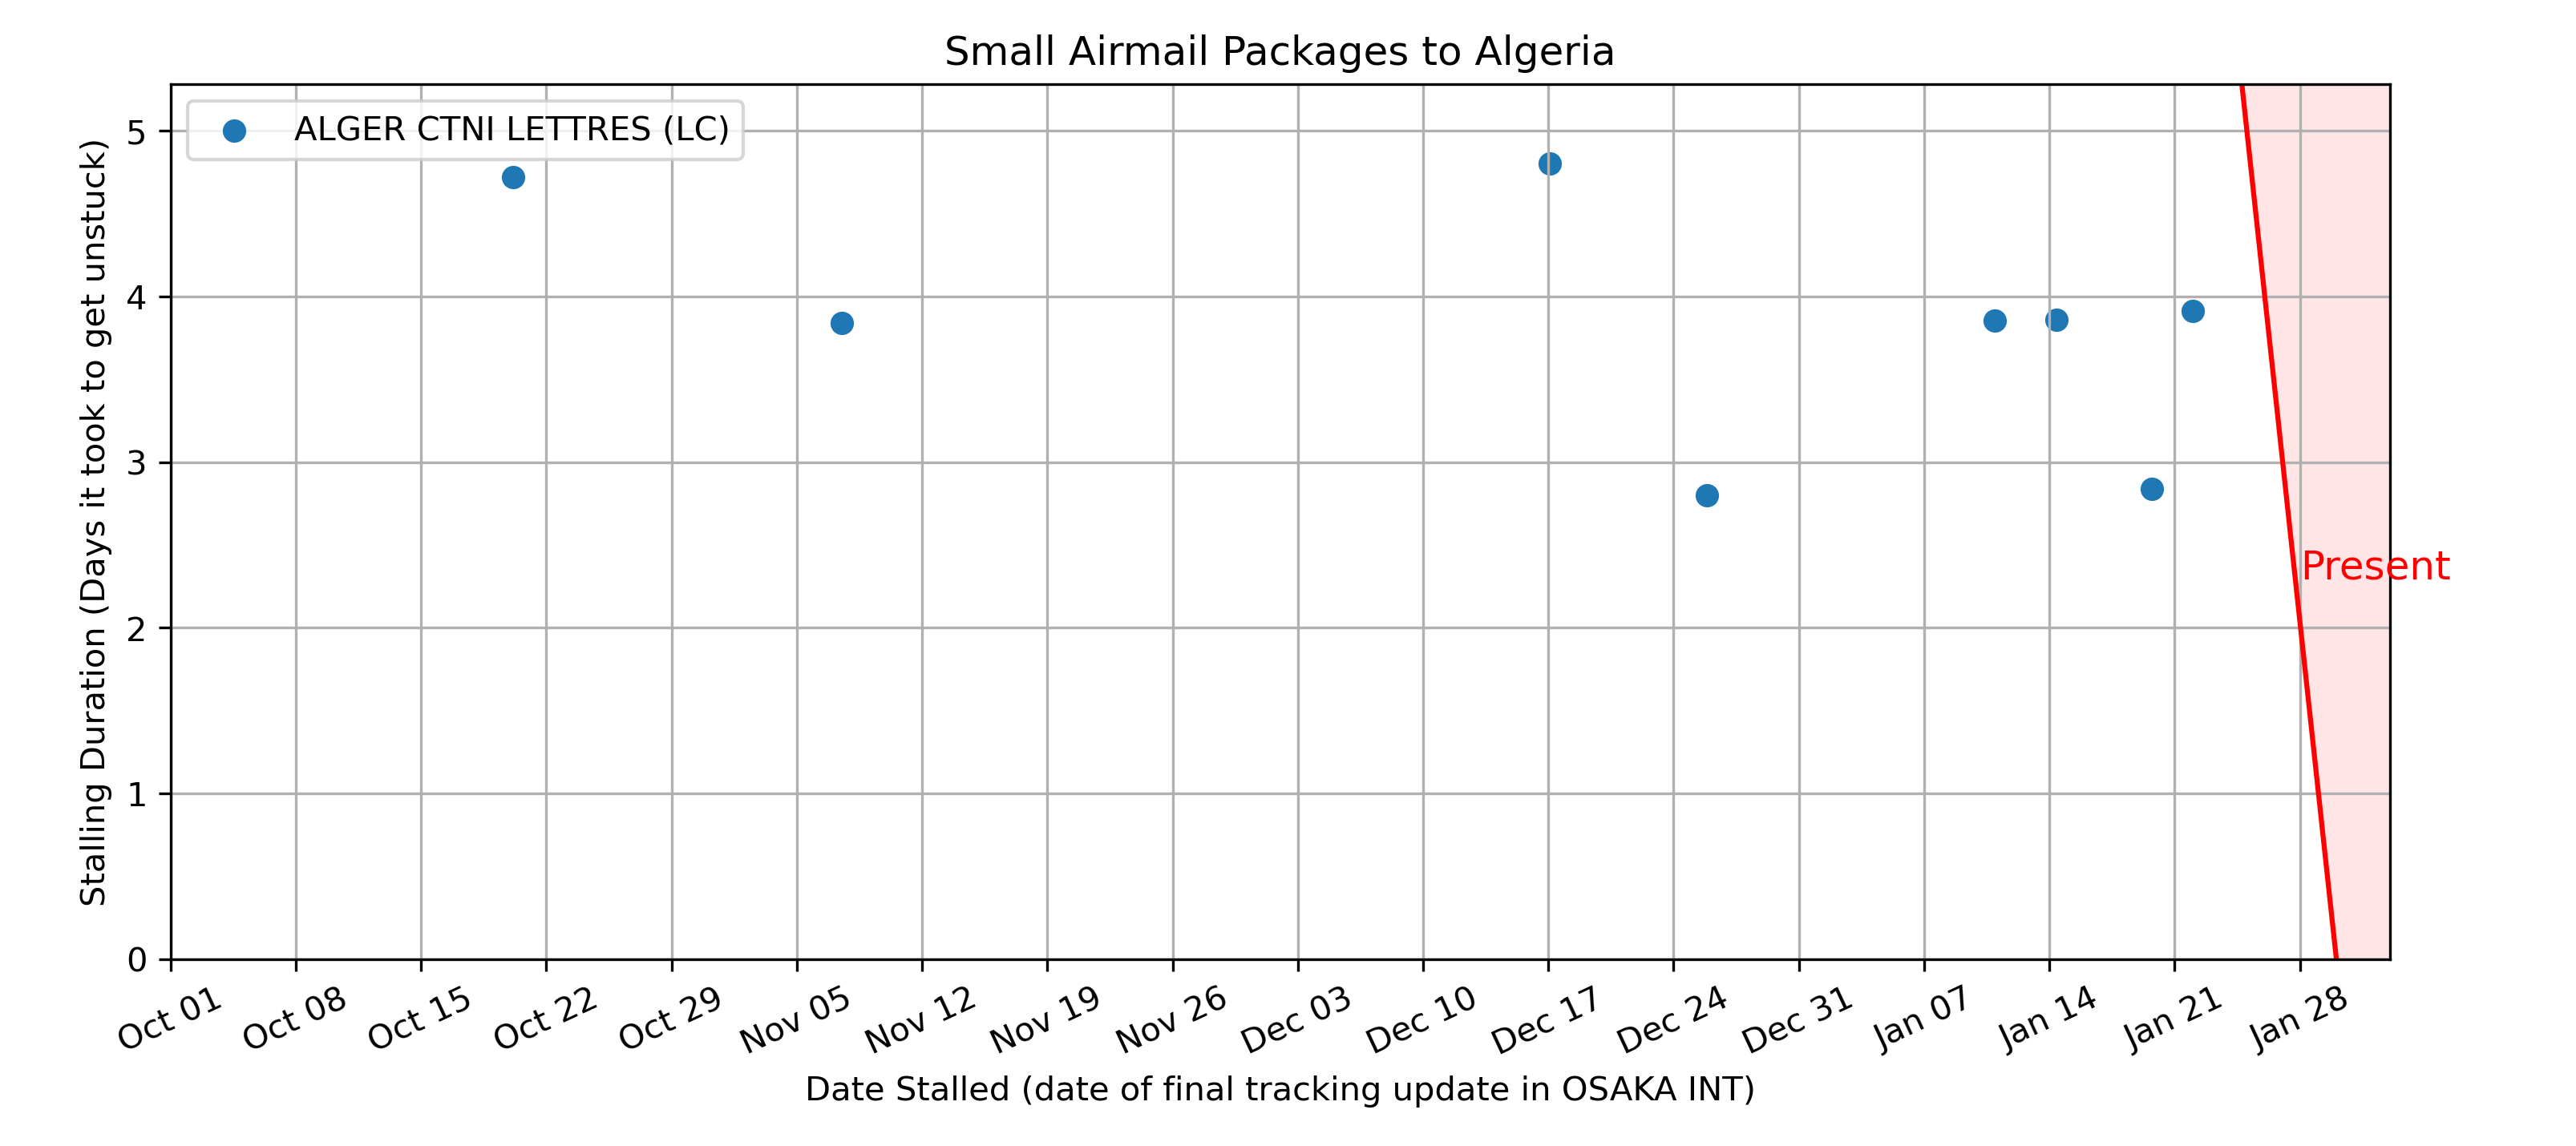 Small Airmail Packages to Algeria
ALGER CTNI LETTRES (LC)
Stalling Duration (Days it took to get unstuck)
5
4
3
2
1
0
Present
Oct 01
Oct 08
Oct 15
Oct 22
Oct 29
Nov 05
Nov 12
Nov 19
Nov 26
Dec 03
Dec 10
Dec 17
Dec 24
Dec 31
Jan 07
Jan 14
Jan 21
Jan 28
Date Stalled (date of final tracking update in OSAKA INT)